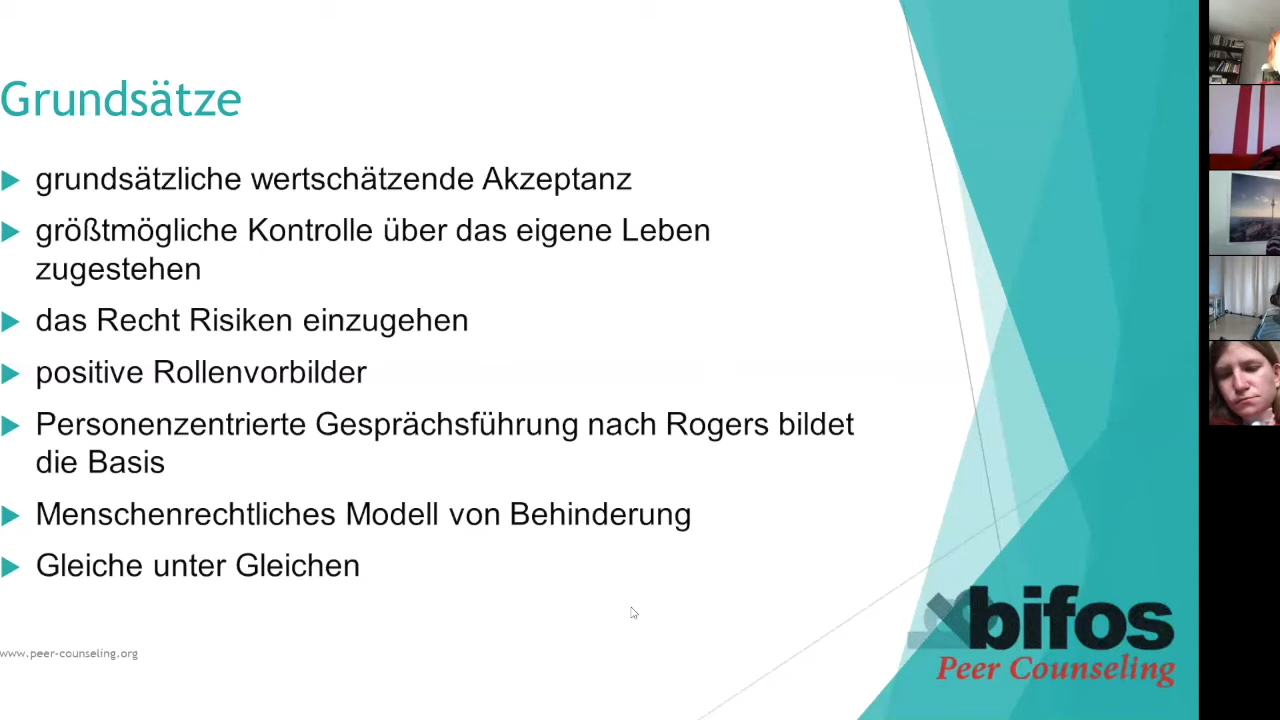 Grundsätze
grundsätzliche wertschätzende Akzeptanz
größtmögliche Kontrolle über das eigene Leben
zugestehen
das Recht Risiken einzugehen
positive Rollenvorbilder
Personenzentrierte Gesprächsführung nach Rogers bildet
die Basis
Menschenrechtliches Modell von Behinderung
Gleiche unter Gleichen
www.peer-counseling.org
bifos
Peer Counseling